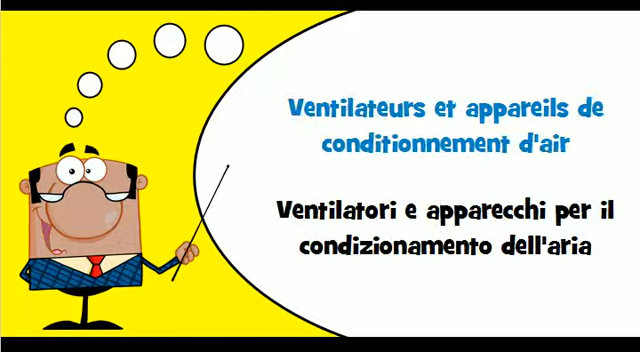 Ventilateurs et appareils de
conditionnement d'air
Ventilatori e apparecchi per il
condizionamento dell'aria